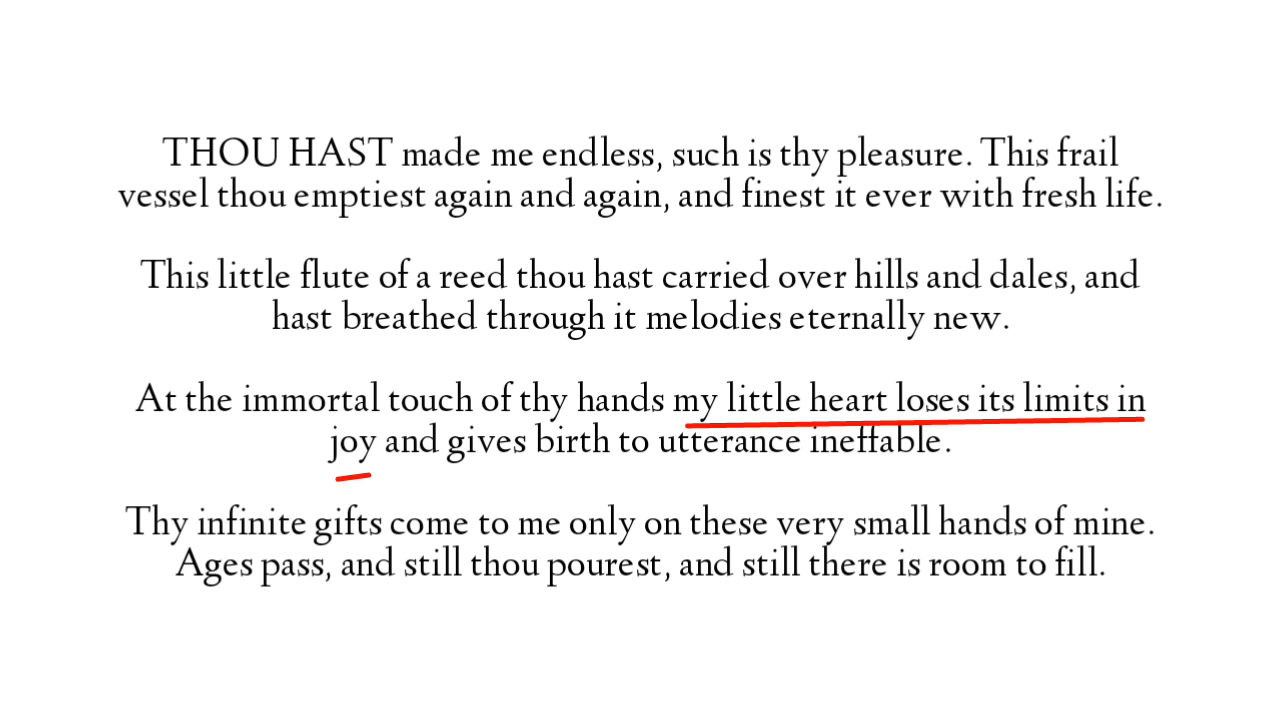 THOU HAST made me endless, such is thy pleasure. This frail
vessel thou emptiest again and again, and finest it ever with fresh life.
This little flute of a reed thou hast carried over hills and dales, and
hast breathed through it melodies eternally new.
At the immortal touch of thy hands my little heart loses its limits in
joy and gives birth to utterance ineffable.
Thy infinite gifts come to me only on these very small hands of mine.
Ages pass, and still thou pourest, and still there is room to fill.